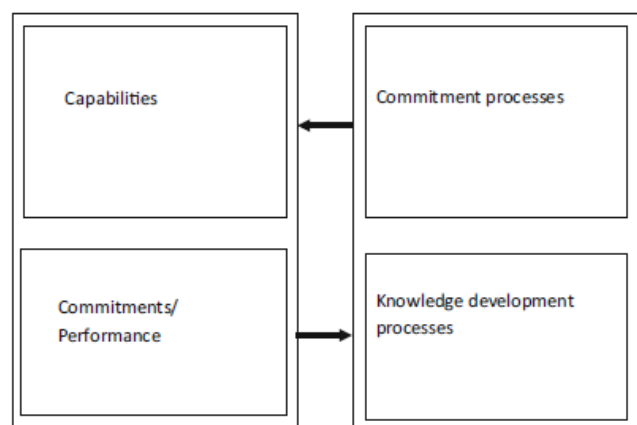 Capabilities
Commitment processes
Commitments/
Performance
Knowledge development
processes